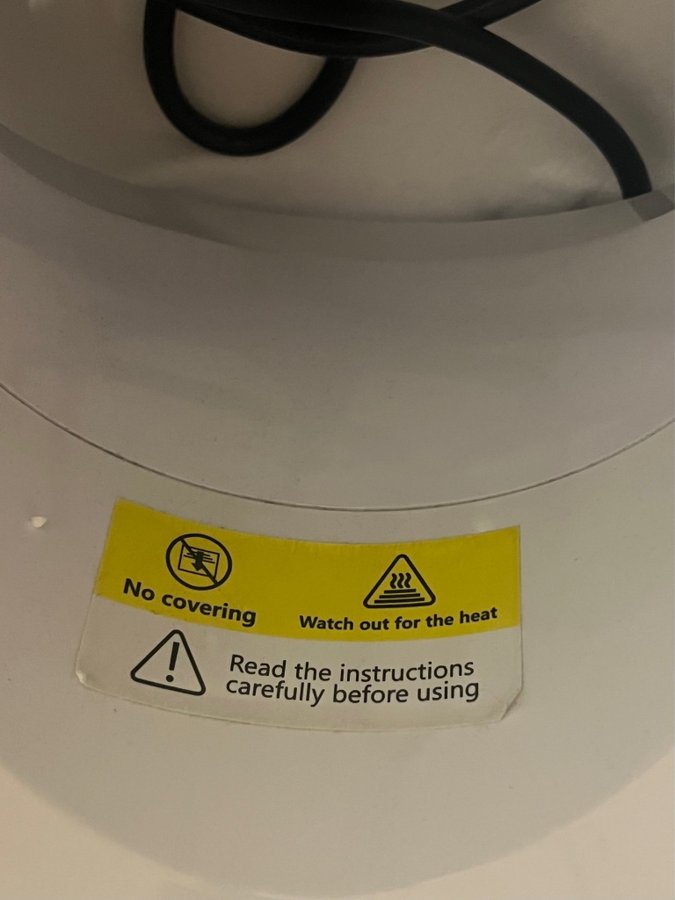 No covering
Watch out for the heat
Read the instructions
carefully before using